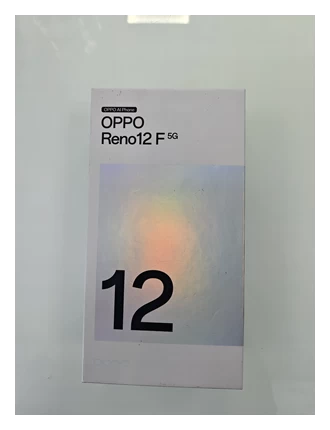 OPPO AI Phone
OPPO
Reno12 F 5G
12